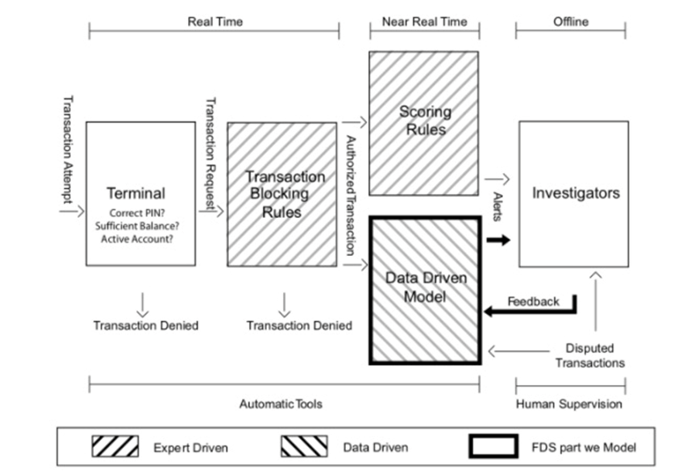 Real Time
Near Real Time
Offline
Transaction Attempt
Terminal
Correct PIN?
Sufficient Balance?
Active Account?
Transaction Request
Transaction
Blocking
Rules
Authorized Transaction
Scoring
Rules
Data Driven
Model
Alerts
Investigators
Feedback
Transaction Denied
Transaction Denied
Disputed
Transactions
Automatic Tools
Human Supervision
Expert Driven
Data Driven
FDS part we Model